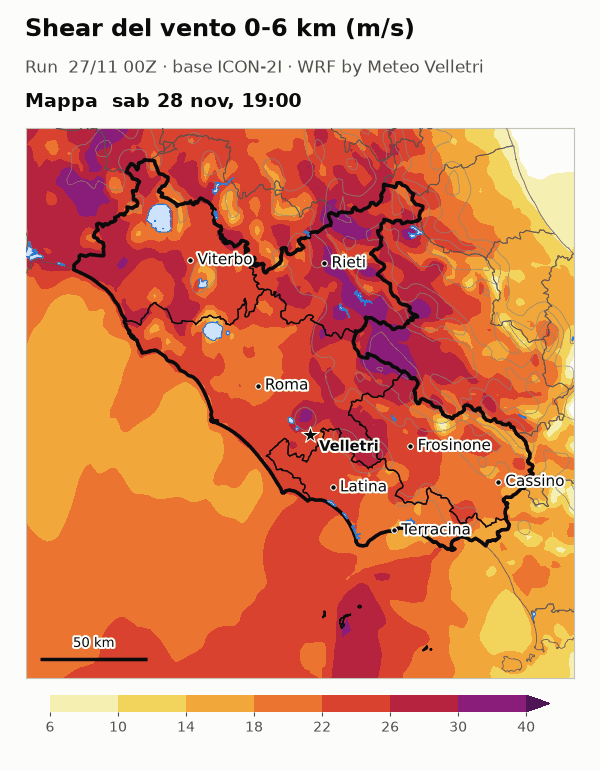 Shear del vento 0-6 km (m/s)
Run  27/11 00Z · base ICON-2I · WRF by Meteo Velletri
Mappa  sab 28 nov, 19:00
Viterbo
Rieti
Roma
Velletri
Frosinone
Latina
Cassino
Terracina
50 km
6 10 14 18 22 26 30 40